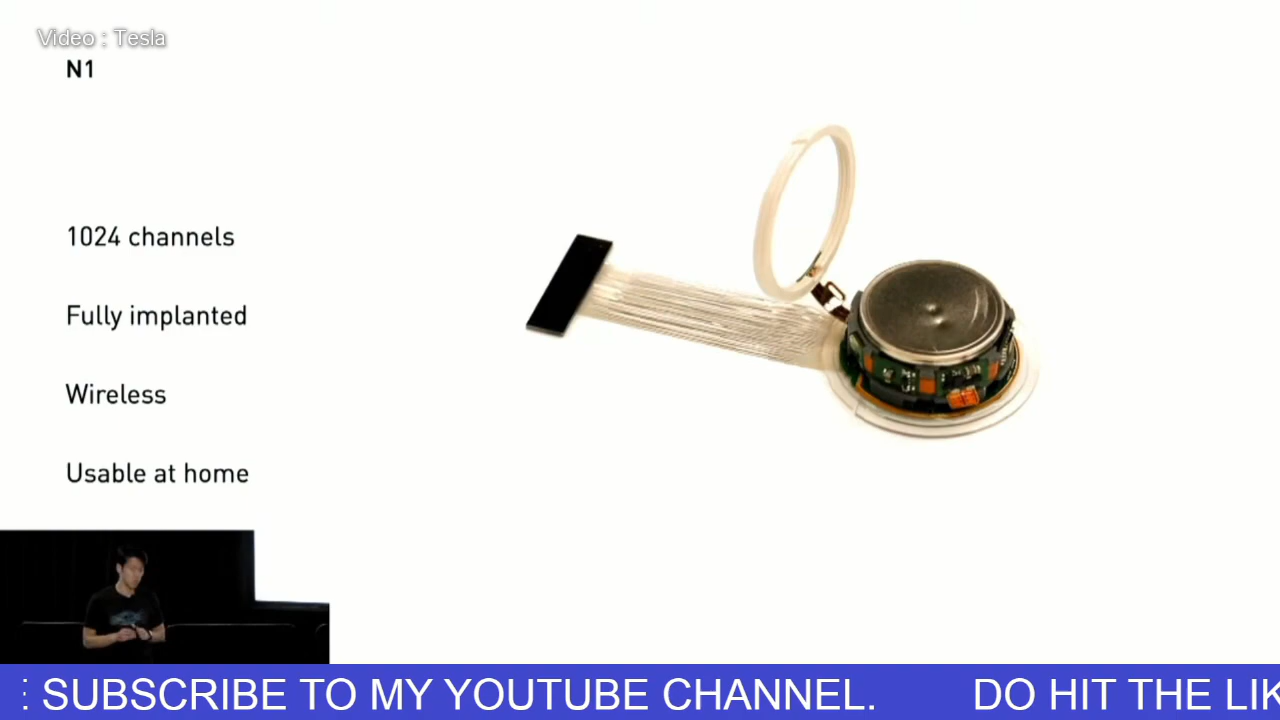 Video : Tesla
N1
1024 channels
Fully implanted
Wireless
Usable at home
: SUBSCRIBE TO MY YOUTUBE CHANNEL. DO HIT THE LIK